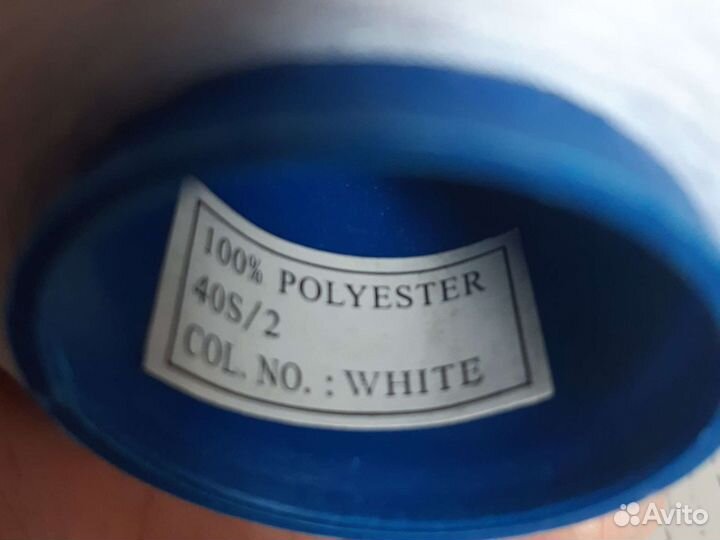 100% POLYESTER
40S/2
COL. NO. : WHITE
Avito